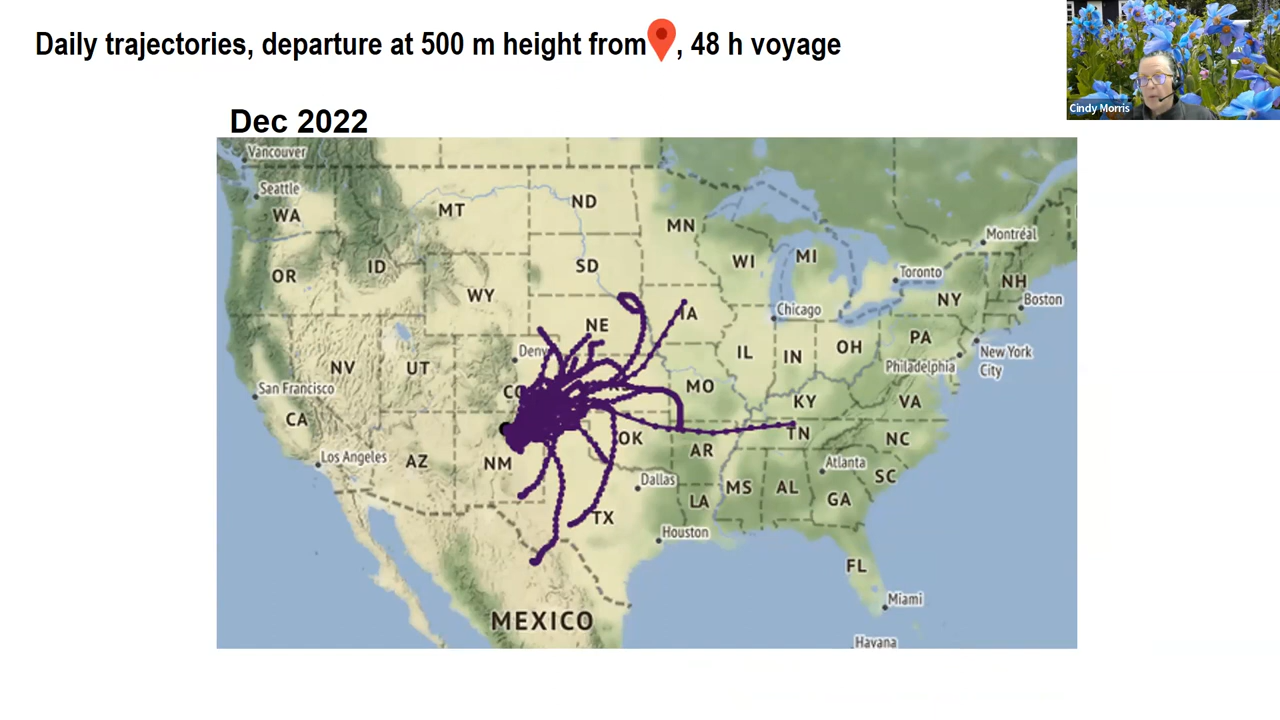 Daily trajectories, departure at 500 m height from , 48 h voyage
Cindy Morris
Dec 2022
Vancouver
Seattle
WA
MT
ND
MN
Montréal
OR
ID
SD
WI
MI
Toronto
NH
WY
NY
Boston
NE
IA
Chicago
PA
NV
UT
Denv
IL
IN
OH
Philadelphia
New York
City
San Francisco
CO
MO
KY
VA
CA
Los Angeles
AZ
NM
OK
AR
TN
NC
Atlanta
SC
Dallas
LA
MS
AL
GA
TX
Houston
FL
MEXICO
Miami
Havana